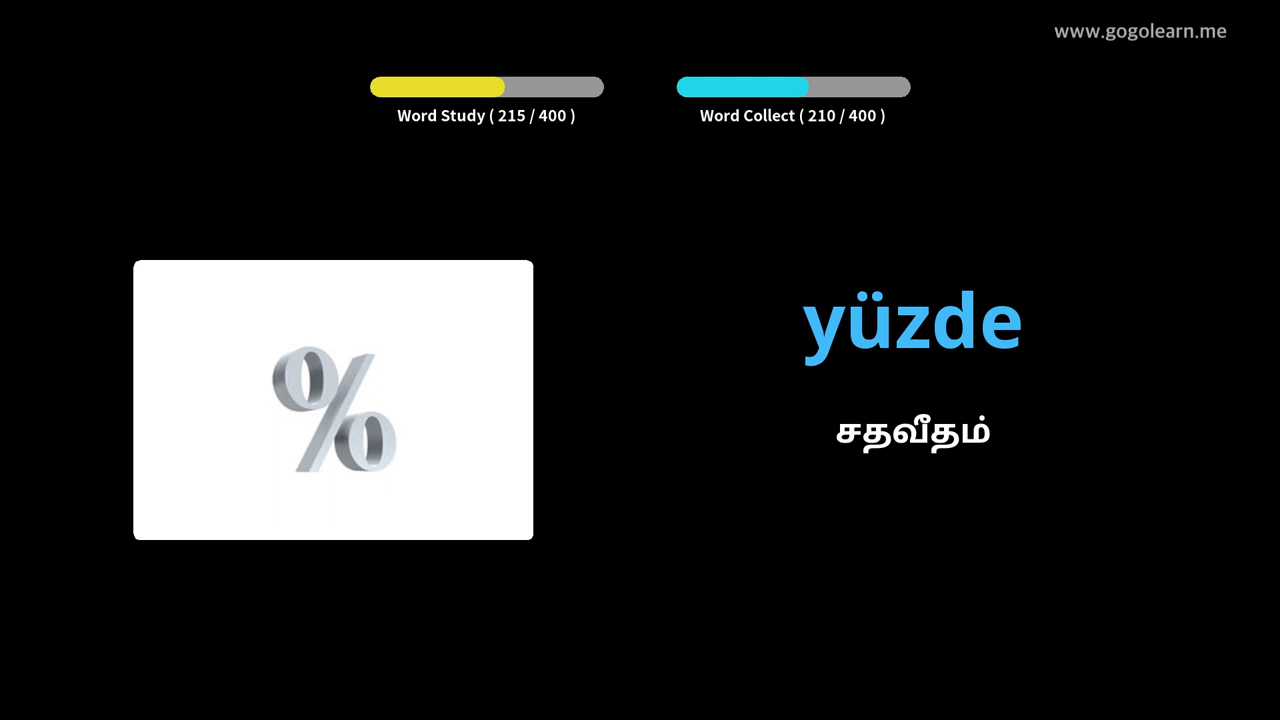 www.gogolearn.me
Word Study ( 215 / 400 )
Word Collect ( 210 / 400 )
%
yüzde
சதவீதம்